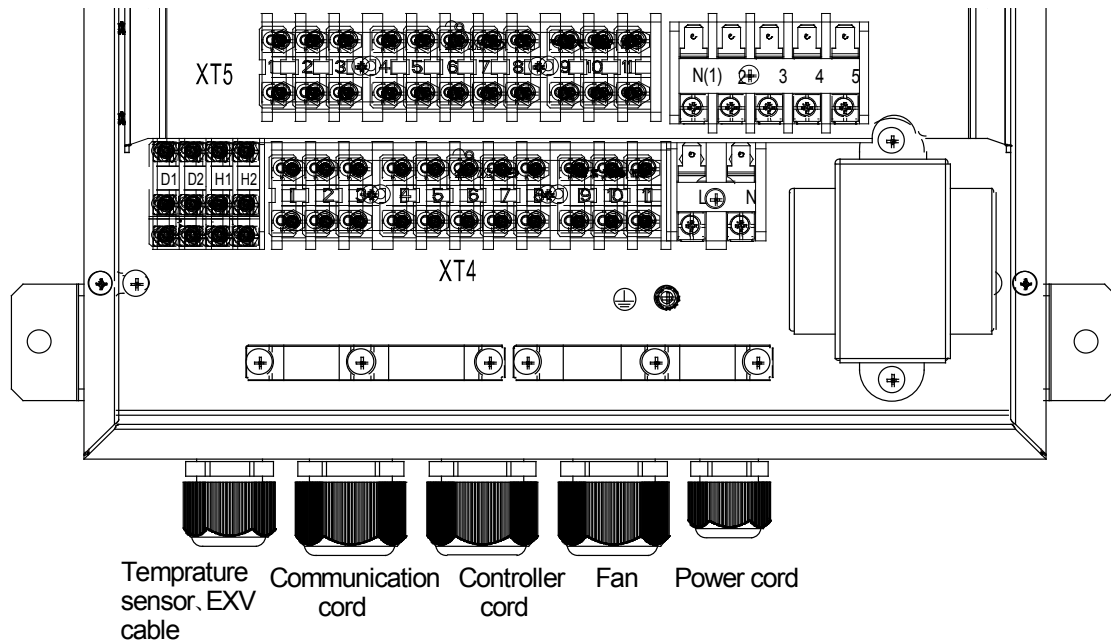 XT5
1 2 3 4 5 6 7 8 9 10 11
N(1) 2 3 4 5
D1 D2 H1 H2
1 2 3 4 5 6 7 8 9 10 11
L N
XT4
Temprature
sensor、EXV
cable
Communication
cord
Controller
cord
Fan
Power cord